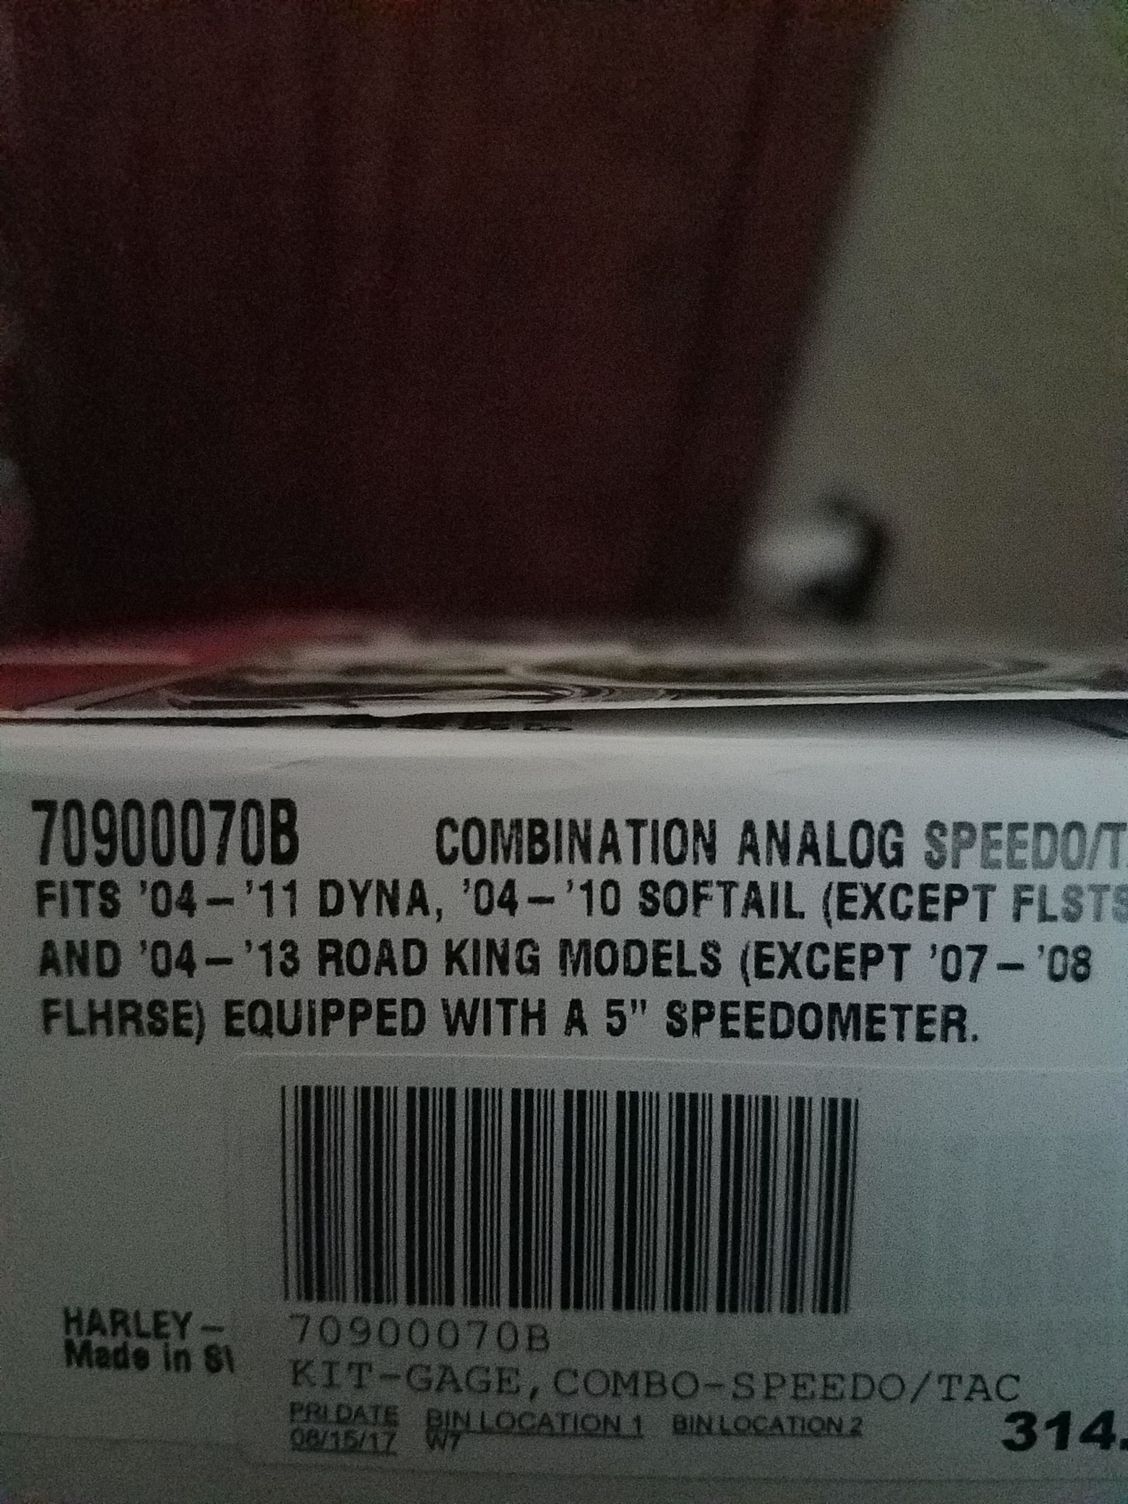 70900070B COMBINATION ANALOG SPEEDO/T
FITS '04–'11 DYNA, '04–'10 SOFTAIL (EXCEPT FLSTS
AND '04–'13 ROAD KING MODELS (EXCEPT '07–'08
FLHRSE) EQUIPPED WITH A 5" SPEEDOMETER.
HARLEY–
Made in
70900070B
KIT-GAGE,COMBO-SPEEDO/TAC
PRI DATE BIN LOCATION 1 BIN LOCATION 2
08/15/17 W7
314.